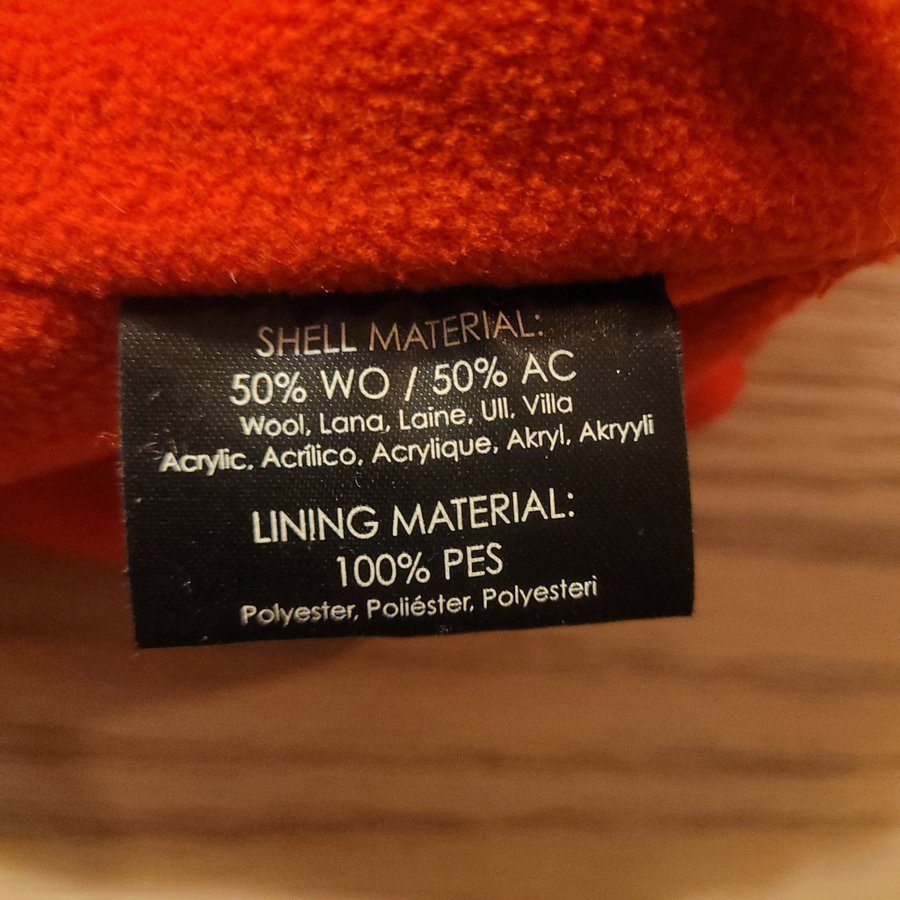 SHELL MATERIAL:
50% WO / 50% AC
Wool, Lana, Laine, Ull, Villa
Acrylic, Acrílico, Acrylique, Akryl, Akryyli
LINING MATERIAL:
100% PES
Polyester, Poliéster, Polyesteri